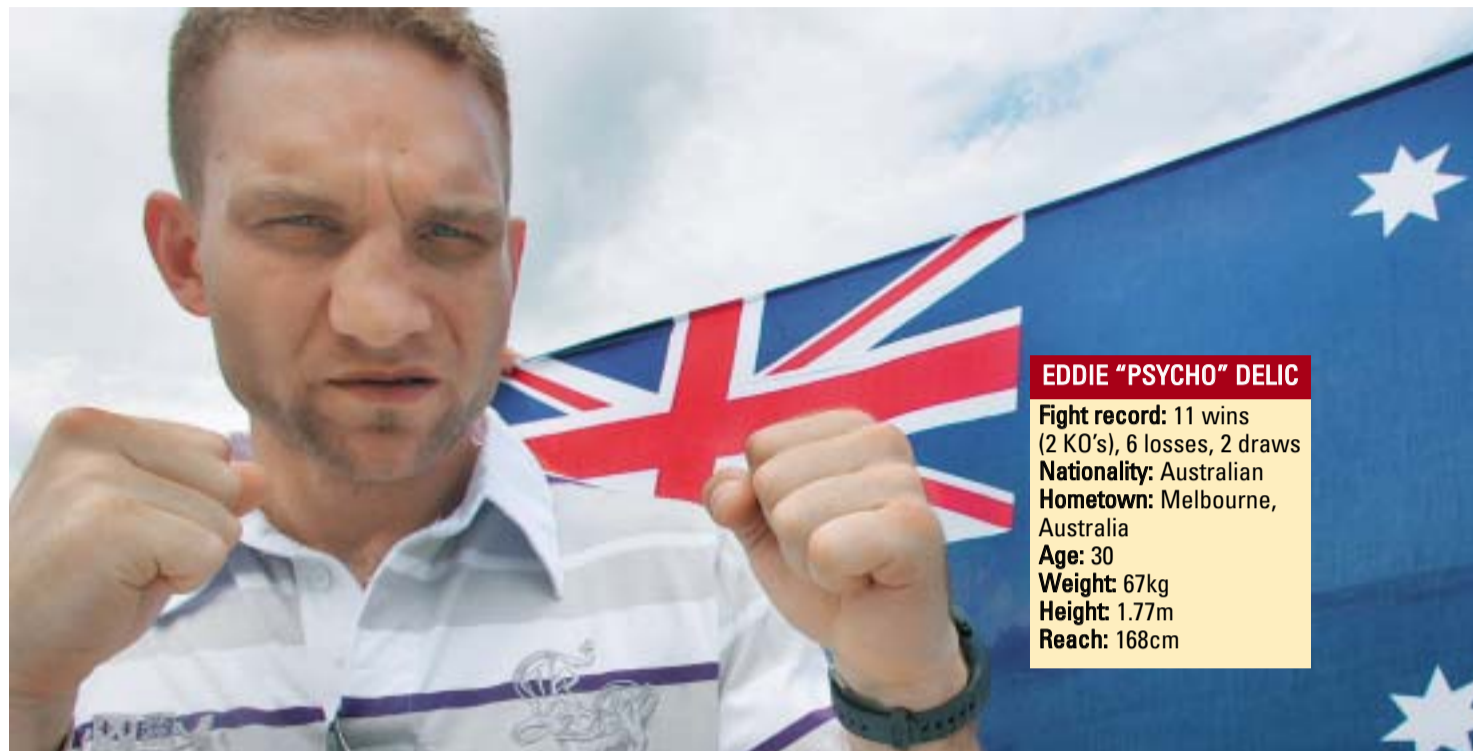 EDDIE “PSYCHO” DELIC
Fight record: 11 wins
(2 KO’s), 6 losses, 2 draws
Nationality: Australian
Hometown: Melbourne,
Australia
Age: 30
Weight: 67kg
Height: 1.77m
Reach: 168cm